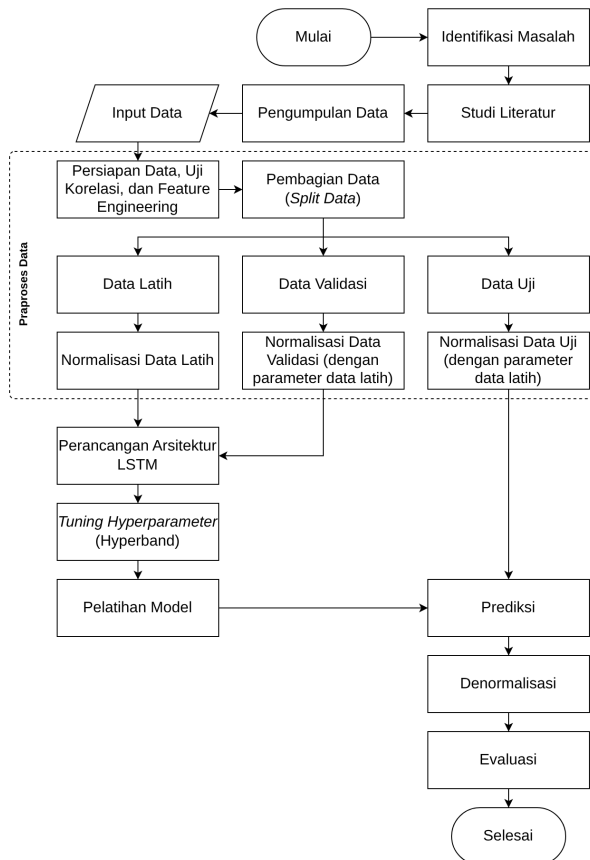 Mulai
Identifikasi Masalah
Input Data
Pengumpulan Data
Studi Literatur
Praproses Data
Persiapan Data, Uji
Korelasi, dan Feature
Engineering
Pembagian Data
(Split Data)
Data Latih
Data Validasi
Data Uji
Normalisasi Data Latih
Normalisasi Data
Validasi (dengan
parameter data latih)
Normalisasi Data Uji
(dengan parameter
data latih)
Perancangan Arsitektur
LSTM
Tuning Hyperparameter
(Hyperband)
Pelatihan Model
Prediksi
Denormalisasi
Evaluasi
Selesai